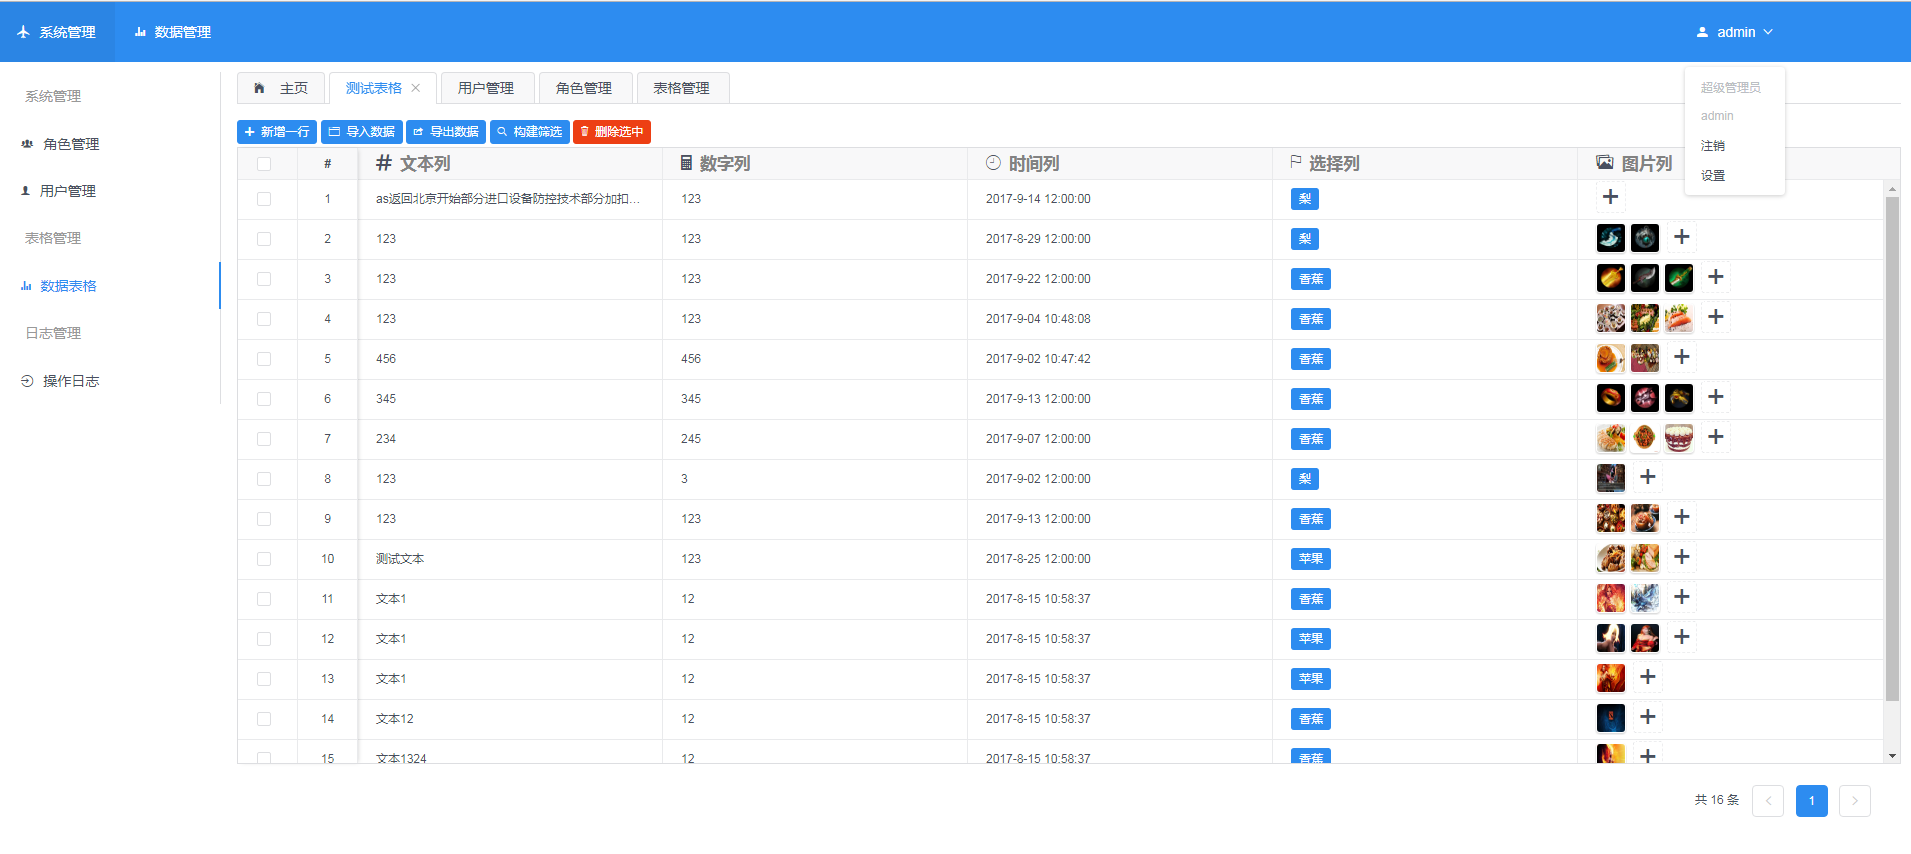 系统管理 数据管理 admin
系统管理
角色管理
用户管理
表格管理
数据表格
日志管理
操作日志
主页 测试表格 × 用户管理 角色管理 表格管理
超级管理员
admin
注销
设置
+ 新增一行 导入数据 导出数据 构建筛选 删除选中
# # 文本列 数字列 时间列 选择列 图片列
1 as返回北京开始部分进口设备防控技术部分加扣... 123 2017-9-14 12:00:00 梨 +
2 123 123 2017-8-29 12:00:00 梨 +
3 123 123 2017-9-22 12:00:00 香蕉 +
4 123 123 2017-9-04 10:48:08 香蕉 +
5 456 456 2017-9-02 10:47:42 香蕉 +
6 345 345 2017-9-13 12:00:00 香蕉 +
7 234 245 2017-9-07 12:00:00 香蕉 +
8 123 3 2017-9-02 12:00:00 梨 +
9 123 123 2017-9-13 12:00:00 香蕉 +
10 测试文本 123 2017-8-25 12:00:00 苹果 +
11 文本1 12 2017-8-15 10:58:37 香蕉 +
12 文本1 12 2017-8-15 10:58:37 苹果 +
13 文本1 12 2017-8-15 10:58:37 苹果 +
14 文本12 12 2017-8-15 10:58:37 香蕉 +
15 文本1324 12 2017-8-15 10:58:37 香蕉 +
共 16 条 < 1 >